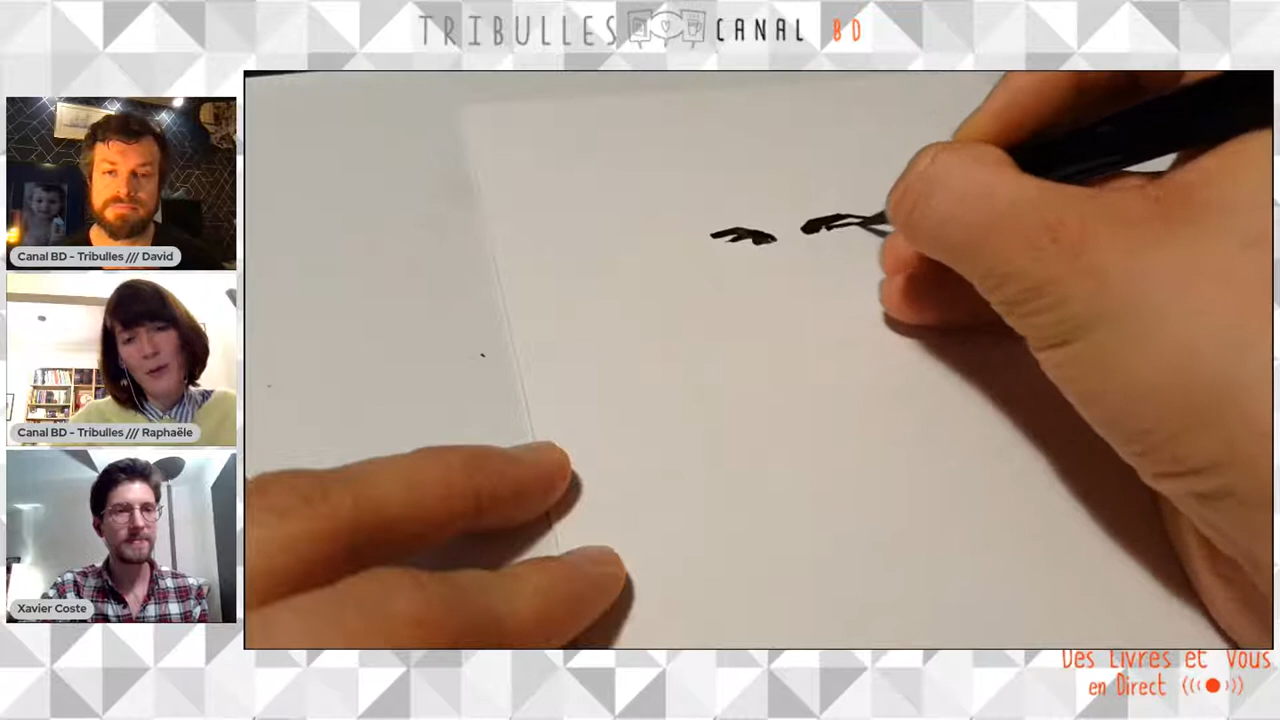 TRIBULLES CANAL BD
Canal BD - Tribulles /// David
Canal BD - Tribulles /// Raphaële
Xavier Coste
Des Livres et Vous
en Direct